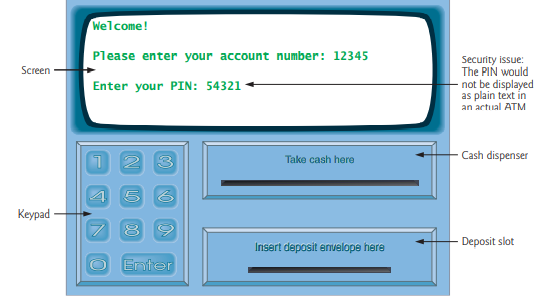 Welcome!
Please enter your account number: 12345
Enter your PIN: 54321
Screen
Security issue:
The PIN would
not be displayed
as plain text in
an actual ATM
Take cash here
Cash dispenser
1 2 3
4 5 6
7 8 9
0 Enter
Keypad
Insert deposit envelope here
Deposit slot